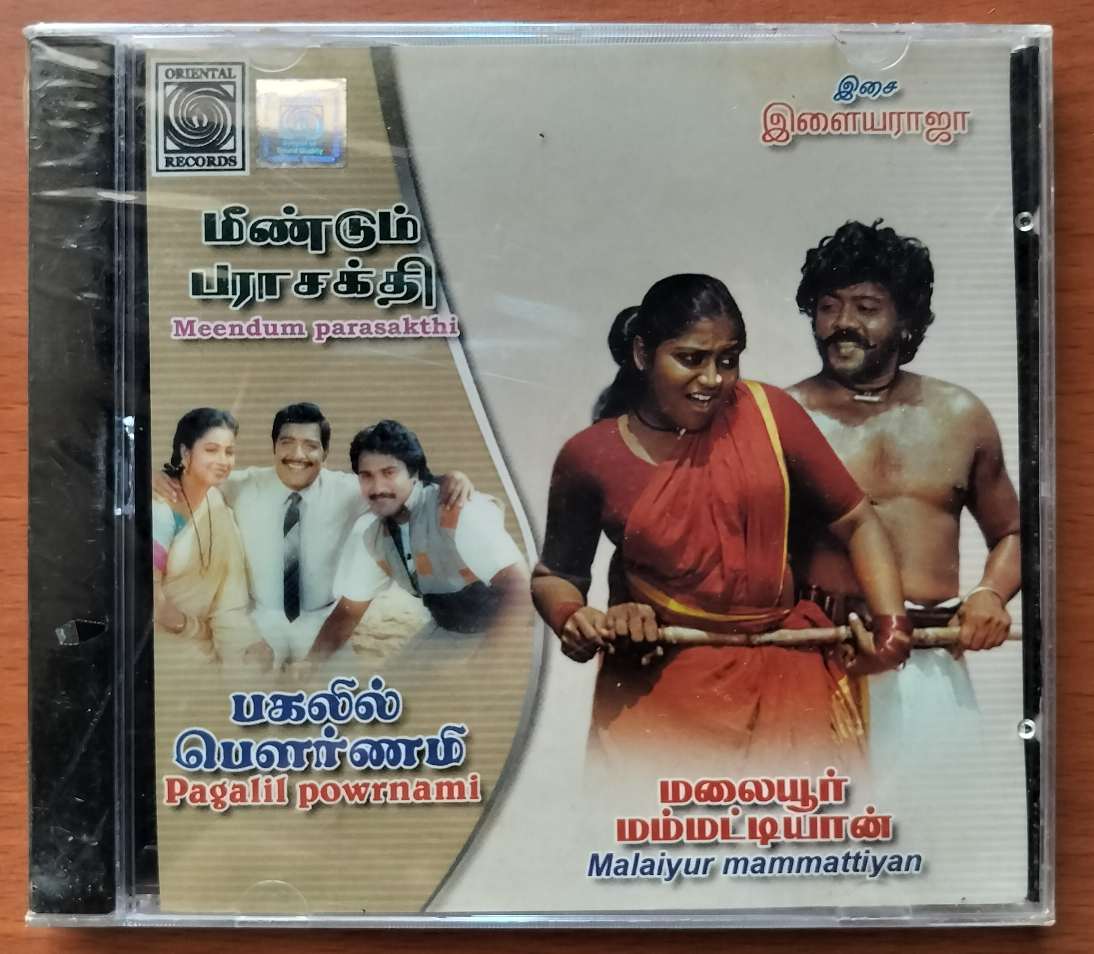 ORIENTAL
RECORDS
இசை
இளையராஜா
மீண்டும்
பராசக்தி
Meendum parasakthi
பகலில்
பௌர்ணமி
Pagalil powrnami
மலையூர்
மம்மட்டியான்
Malaiyur mammattiyan